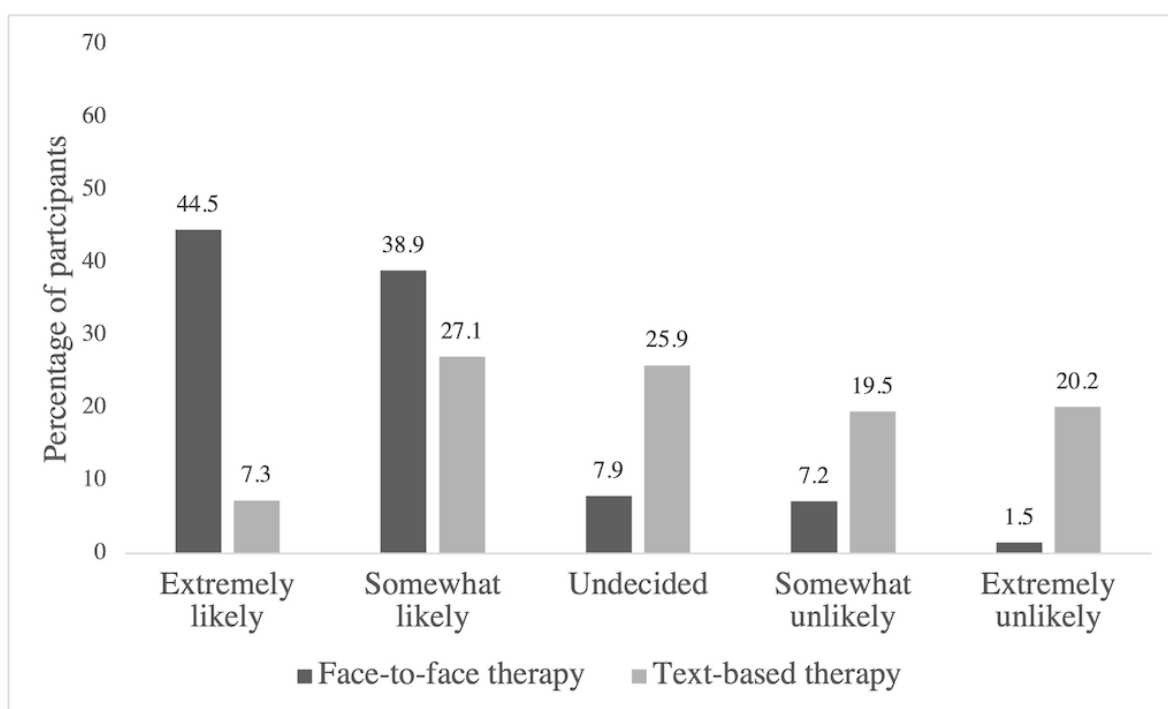 70
60
50
40
30
20
10
0
Percentage of partcipants
44.5
7.3
38.9
27.1
7.9
25.9
7.2
19.5
1.5
20.2
Extremely
likely
Somewhat
likely
Undecided
Somewhat
unlikely
Extremely
unlikely
Face-to-face therapy
Text-based therapy